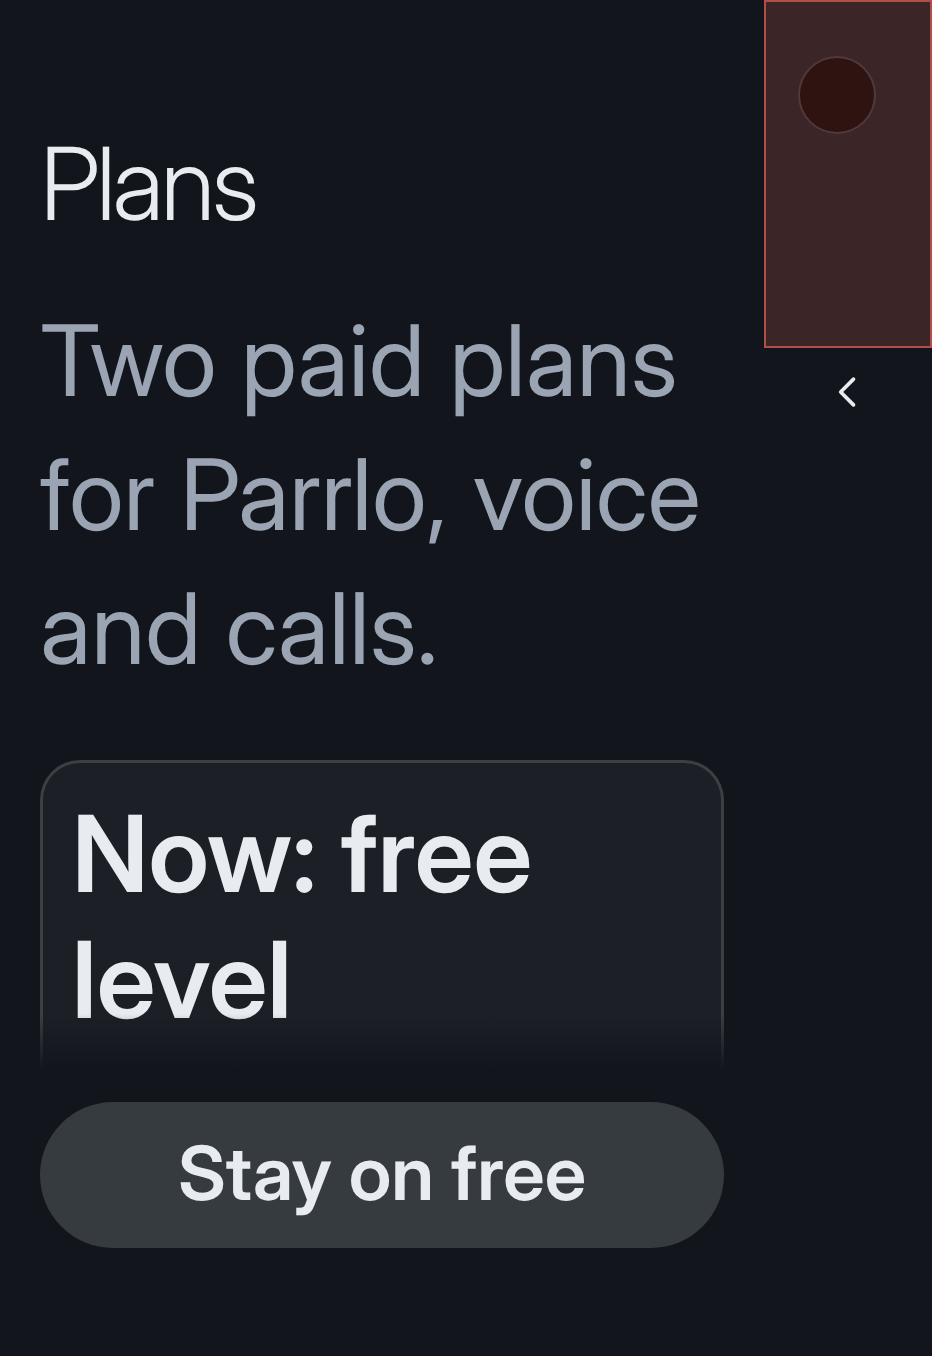 Plans
Two paid plans
for Parrlo, voice
and calls.
Now: free
level
Stay on free